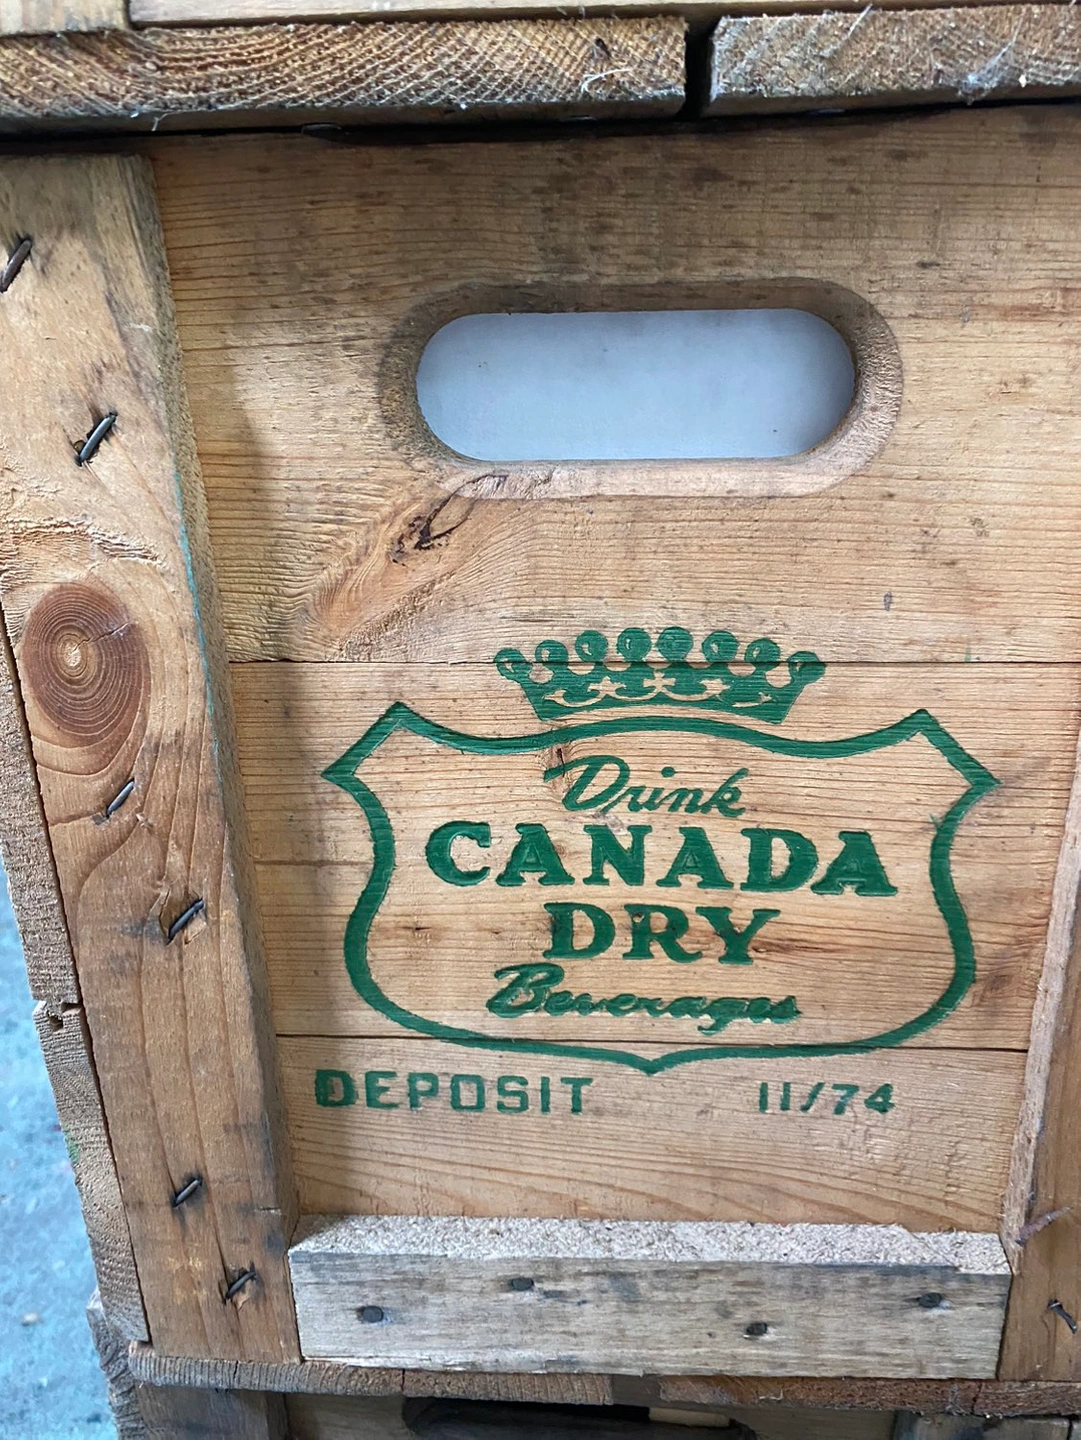 Drink
CANADA
DRY
Beverages
DEPOSIT 11/74